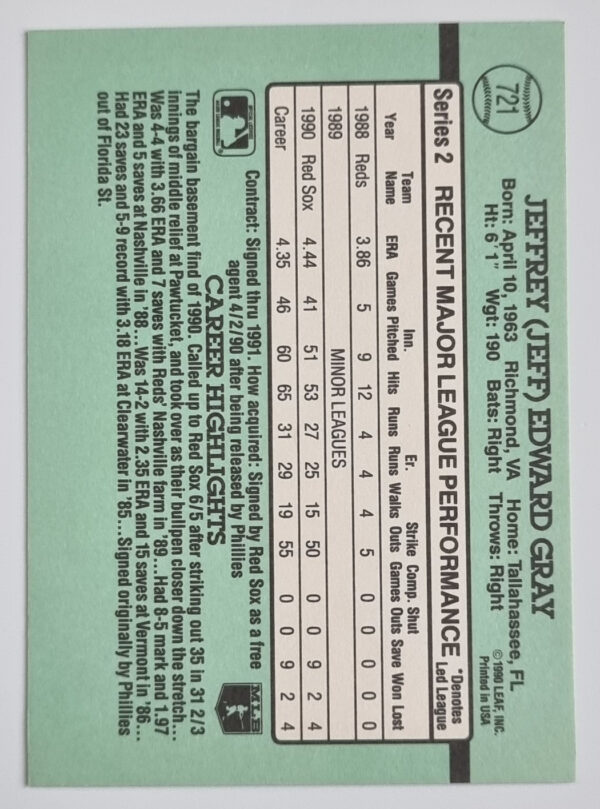 721
JEFFREY (JEFF) EDWARD GRAY
Born: April 10, 1963 Richmond, VA Home: Tallahassee, FL
Ht: 6' 1" Wgt: 190 Bats: Right Throws: Right
©1990 LEAF, INC.
Printed in USA
Series 2 RECENT MAJOR LEAGUE PERFORMANCE *Denotes Led League
Team Inn. Er. Strike Comp. Shut
Year Name ERA Games Pitched Hits Runs Runs Walks Outs Games Outs Save Won Lost
1988 Reds 3.86 5 9 12 4 4 4 5 0 0 0 0 0
1989 MINOR LEAGUES
1990 Red Sox 4.44 41 51 53 27 25 15 50 0 0 9 2 4
Career 4.35 46 60 65 31 29 19 55 0 0 9 2 4
Contract: Signed thru 1991. How acquired: Signed by Red Sox as a free
agent 4/2/90 after being released by Phillies
MLB
CAREER HIGHLIGHTS
The bargain basement find of 1990. Called up to Red Sox 6/5 after striking out 35 in 31 2/3
innings of middle relief at Pawtucket, and took over as their bullpen closer down the stretch....
Was 4-4 with 3.66 ERA and 7 saves with Reds' Nashville farm in '89...Had 8-5 mark and 1.97
ERA and 5 saves at Nashville in '88... Was 14-2 with 2.35 ERA and 15 saves at Vermont in '86....
Had 23 saves and 5-9 record with 3.18 ERA at Clearwater in '85...Signed originally by Phillies
out of Florida St.